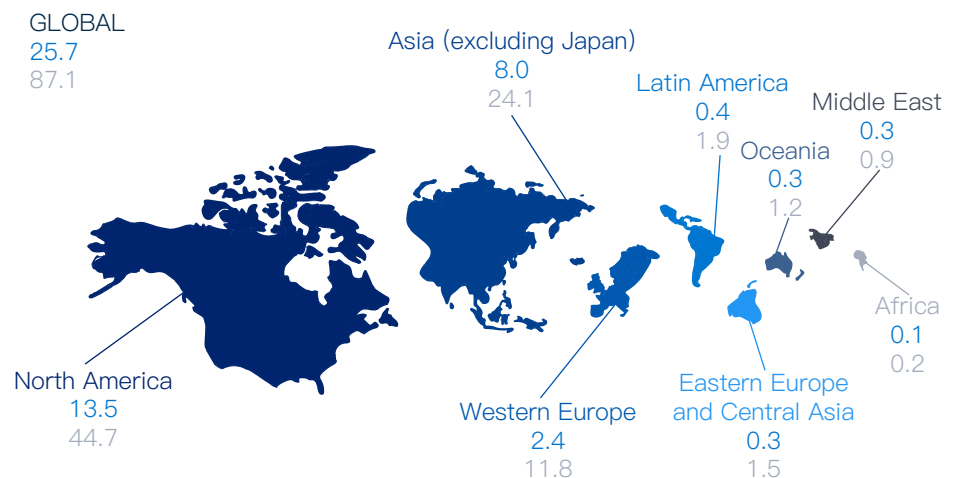 GLOBAL
25.7
87.1
Asia (excluding Japan)
8.0
24.1
Latin America
0.4
1.9
Middle East
0.3
0.9
Oceania
0.3
1.2
Africa
0.1
0.2
North America
13.5
44.7
Western Europe
2.4
11.8
Eastern Europe
and Central Asia
0.3
1.5